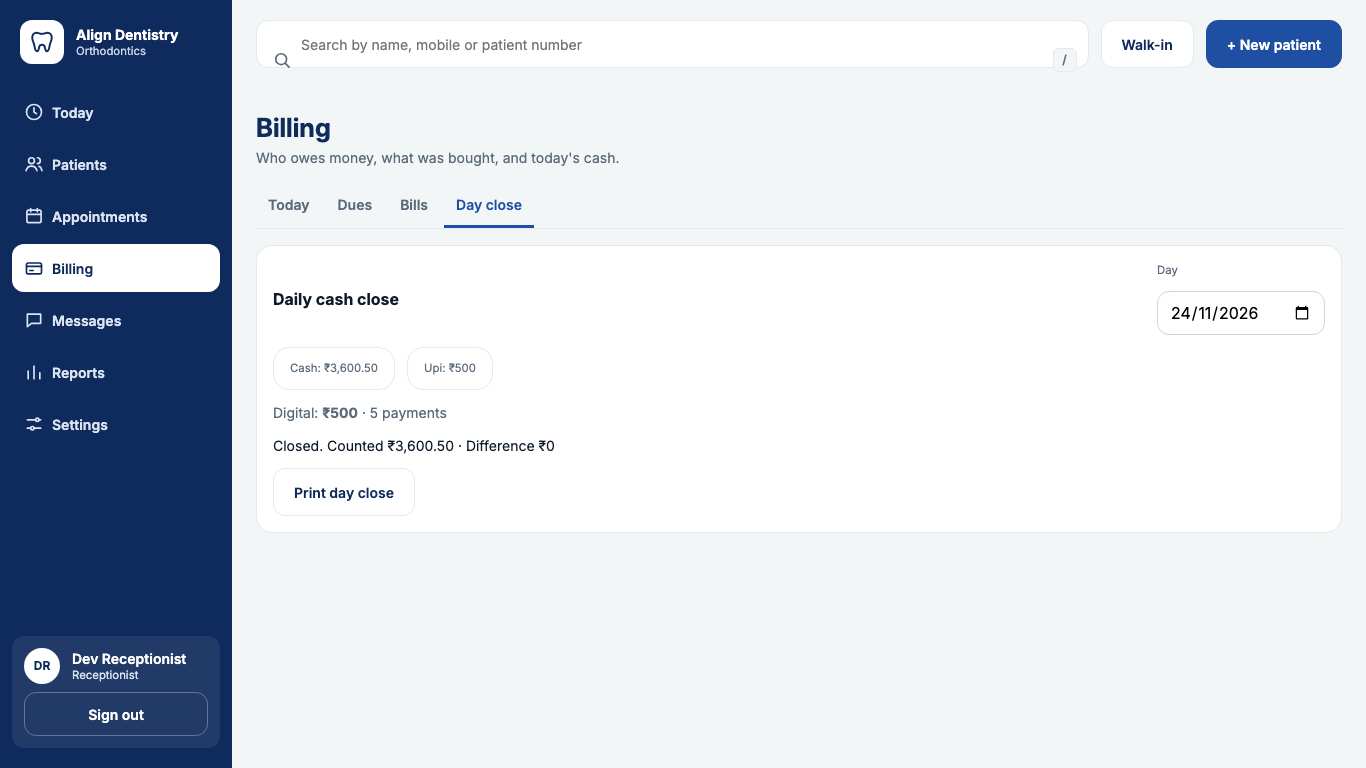 Align Dentistry
Orthodontics
Today
Patients
Appointments
Billing
Messages
Reports
Settings
DR
Dev Receptionist
Receptionist
Sign out
Search by name, mobile or patient number
/
Walk-in
+ New patient
Billing
Who owes money, what was bought, and today's cash.
Today Dues Bills Day close
Daily cash close
Day
24/11/2026
Cash: ₹3,600.50 Upi: ₹500
Digital: ₹500 · 5 payments
Closed. Counted ₹3,600.50 · Difference ₹0
Print day close